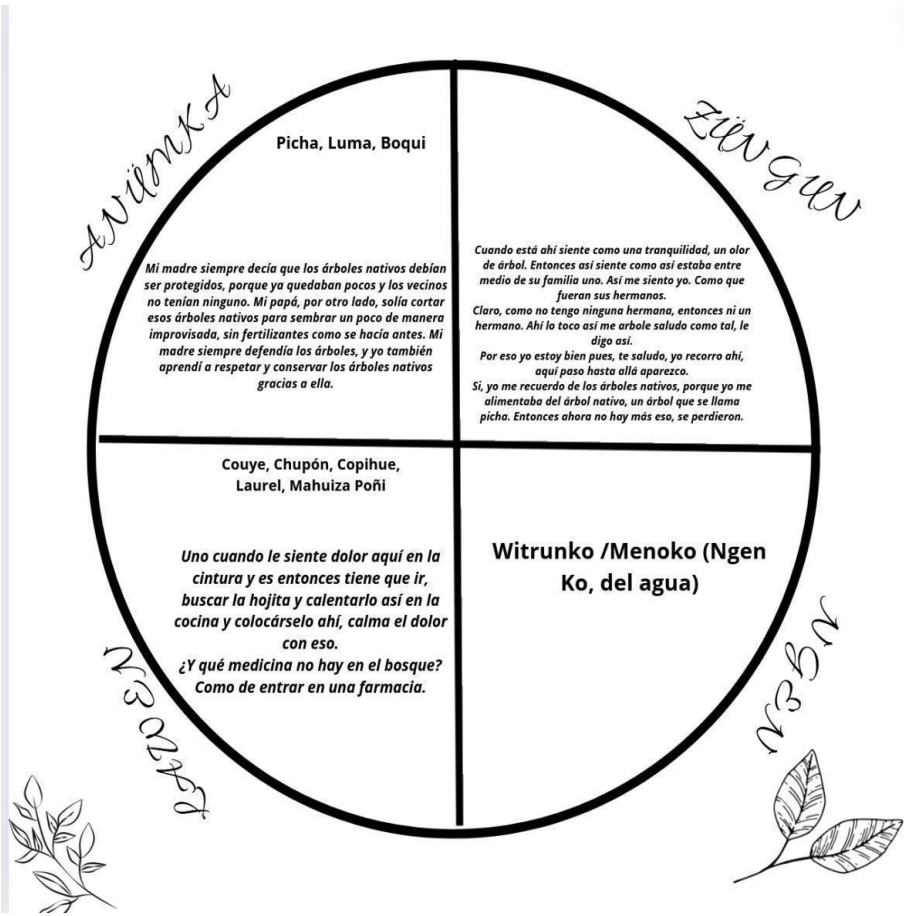 ANÜMKA
Picha, Luma, Boqui
Mi madre siempre decía que los árboles nativos debían
ser protegidos, porque ya quedaban pocos y los vecinos
no tenían ninguno. Mi papá, por otro lado, solía cortar
esos árboles nativos para sembrar un poco de manera
improvisada, sin fertilizantes como se hacía antes. Mi
madre siempre defendía los árboles, y yo también
aprendí a respetar y conservar los árboles nativos
gracias a ella.
ZÜNGUN
Cuando está ahí siente como una tranquilidad, un olor
de árbol. Entonces así siente como así estaba entre
medio de su familia uno. Así me siento yo. Como que
fueran sus hermanos.
Claro, como no tengo ninguna hermana, entonces ni un
hermano. Ahí lo toco así me arbole saludo como tal, le
digo así.
Por eso yo estoy bien pues, te saludo, yo recorro ahí,
aquí paso hasta allá aparezco.
Si, yo me recuerdo de los árboles nativos, porque yo me
alimentaba del árbol nativo, un árbol que se llama
picha. Entonces ahora no hay más eso, se perdieron.
LAWEN
Couye, Chupón, Copihue,
Laurel, Mahuiza Poñi
Uno cuando le siente dolor aquí en la
cintura y es entonces tiene que ir,
buscar la hojita y calentarlo así en la
cocina y colocárselo ahí, calma el dolor
con eso.
¿Y qué medicina no hay en el bosque?
Como de entrar en una farmacia.
NGEN
Witrunko /Menoko (Ngen
Ko, del agua)